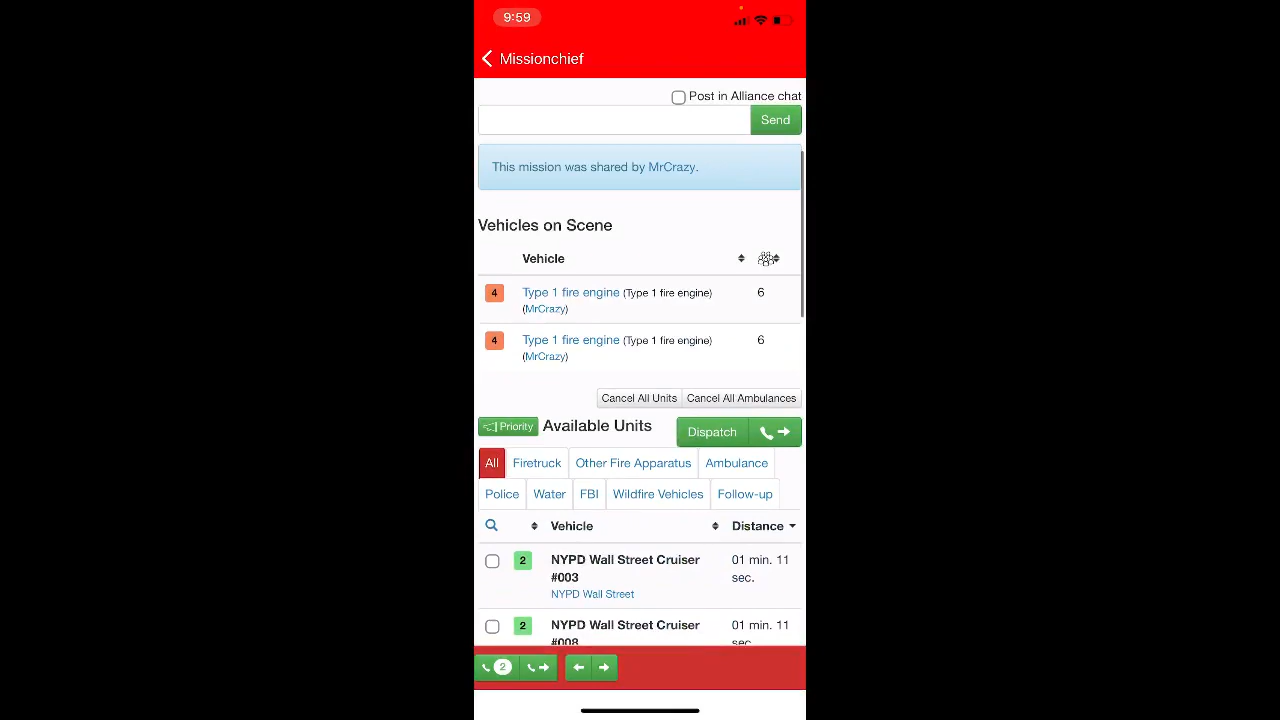 9:59
Missionchief
Post in Alliance chat
Send
This mission was shared by MrCrazy.
Vehicles on Scene
Vehicle
4 Type 1 fire engine (Type 1 fire engine) 6
(MrCrazy)
4 Type 1 fire engine (Type 1 fire engine) 6
(MrCrazy)
Cancel All Units Cancel All Ambulances
Priority Available Units Dispatch
All Firetruck Other Fire Apparatus Ambulance
Police Water FBI Wildfire Vehicles Follow-up
Vehicle Distance
2 NYPD Wall Street Cruiser 01 min. 11
#003 sec.
NYPD Wall Street
2 NYPD Wall Street Cruiser 01 min. 11
#008 sec.
2